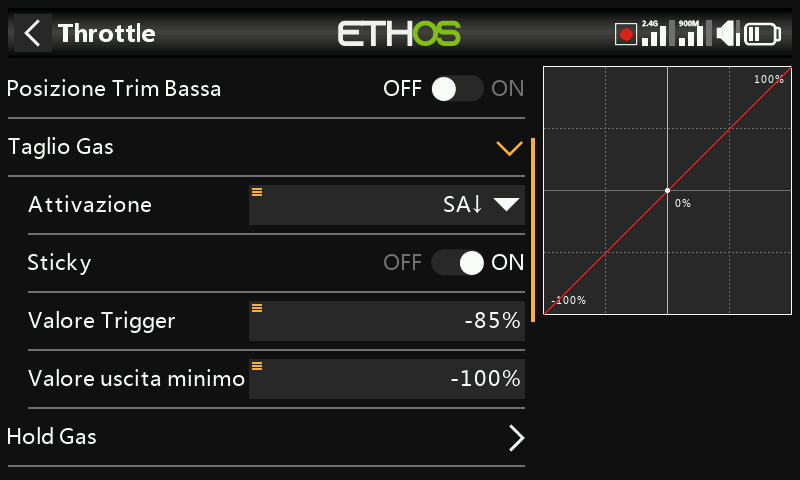 Throttle
ETHOS
2.4G 900M
Posizione Trim Bassa OFF ON
Taglio Gas
Attivazione SA↓
Sticky OFF ON
Valore Trigger -85%
Valore uscita minimo -100%
Hold Gas
100%
0%
-100%